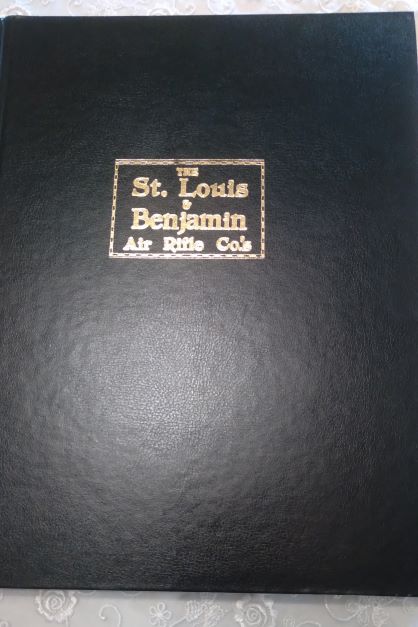 THE
St. Louis
&
Benjamin
Air Rifle Co.'s